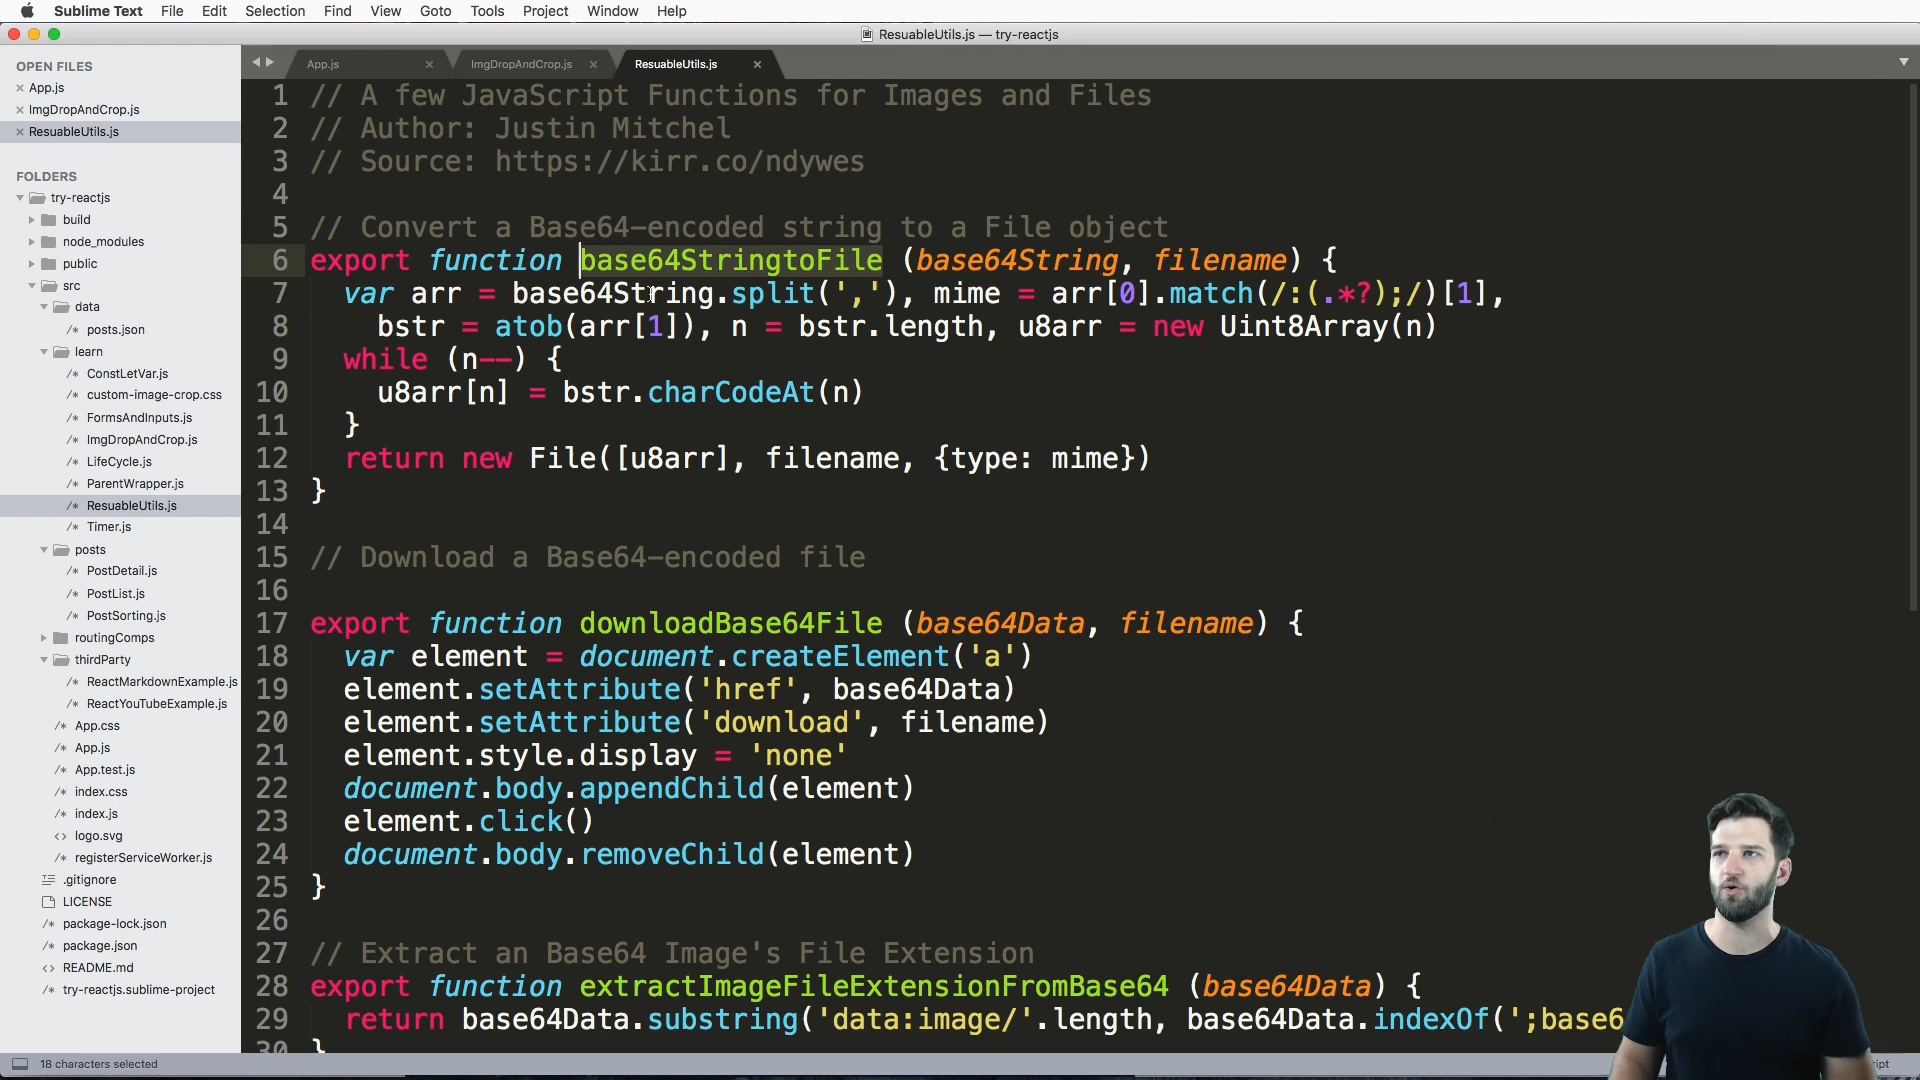 Sublime Text File Edit Selection Find View Goto Tools Project Window Help
ResuableUtils.js — try-reactjs
OPEN FILES
App.js
ImgDropAndCrop.js
ResuableUtils.js
FOLDERS
try-reactjs
build
node_modules
public
src
data
posts.json
learn
/* ConstLetVar.js
/* custom-image-crop.css
/* FormsAndInputs.js
/* ImgDropAndCrop.js
/* LifeCycle.js
/* ParentWrapper.js
/* ResuableUtils.js
/* Timer.js
posts
/* PostDetail.js
/* PostList.js
/* PostSorting.js
routingComps
thirdParty
/* ReactMarkdownExample.js
/* ReactYouTubeExample.js
/* App.css
/* App.js
/* App.test.js
/* index.css
/* index.js
<> logo.svg
/* registerServiceWorker.js
.gitignore
LICENSE
/* package-lock.json
/* package.json
<> README.md
/* try-reactjs.sublime-project
App.js ImgDropAndCrop.js ResuableUtils.js
1 // A few JavaScript Functions for Images and Files
2 // Author: Justin Mitchel
3 // Source: https://kirr.co/ndywes
4
5 // Convert a Base64-encoded string to a File object
6 export function base64StringtoFile (base64String, filename) {
7 var arr = base64String.split(','), mime = arr[0].match(/:(.*?);/)[1],
8 bstr = atob(arr[1]), n = bstr.length, u8arr = new Uint8Array(n)
9 while (n--) {
10 u8arr[n] = bstr.charCodeAt(n)
11 }
12 return new File([u8arr], filename, {type: mime})
13 }
14
15 // Download a Base64-encoded file
16
17 export function downloadBase64File (base64Data, filename) {
18 var element = document.createElement('a')
19 element.setAttribute('href', base64Data)
20 element.setAttribute('download', filename)
21 element.style.display = 'none'
22 document.body.appendChild(element)
23 element.click()
24 document.body.removeChild(element)
25 }
26
27 // Extract an Base64 Image's File Extension
28 export function extractImageFileExtensionFromBase64 (base64Data) {
29 return base64Data.substring('data:image/'.length, base64Data.indexOf(';base6
30 }
18 characters selected